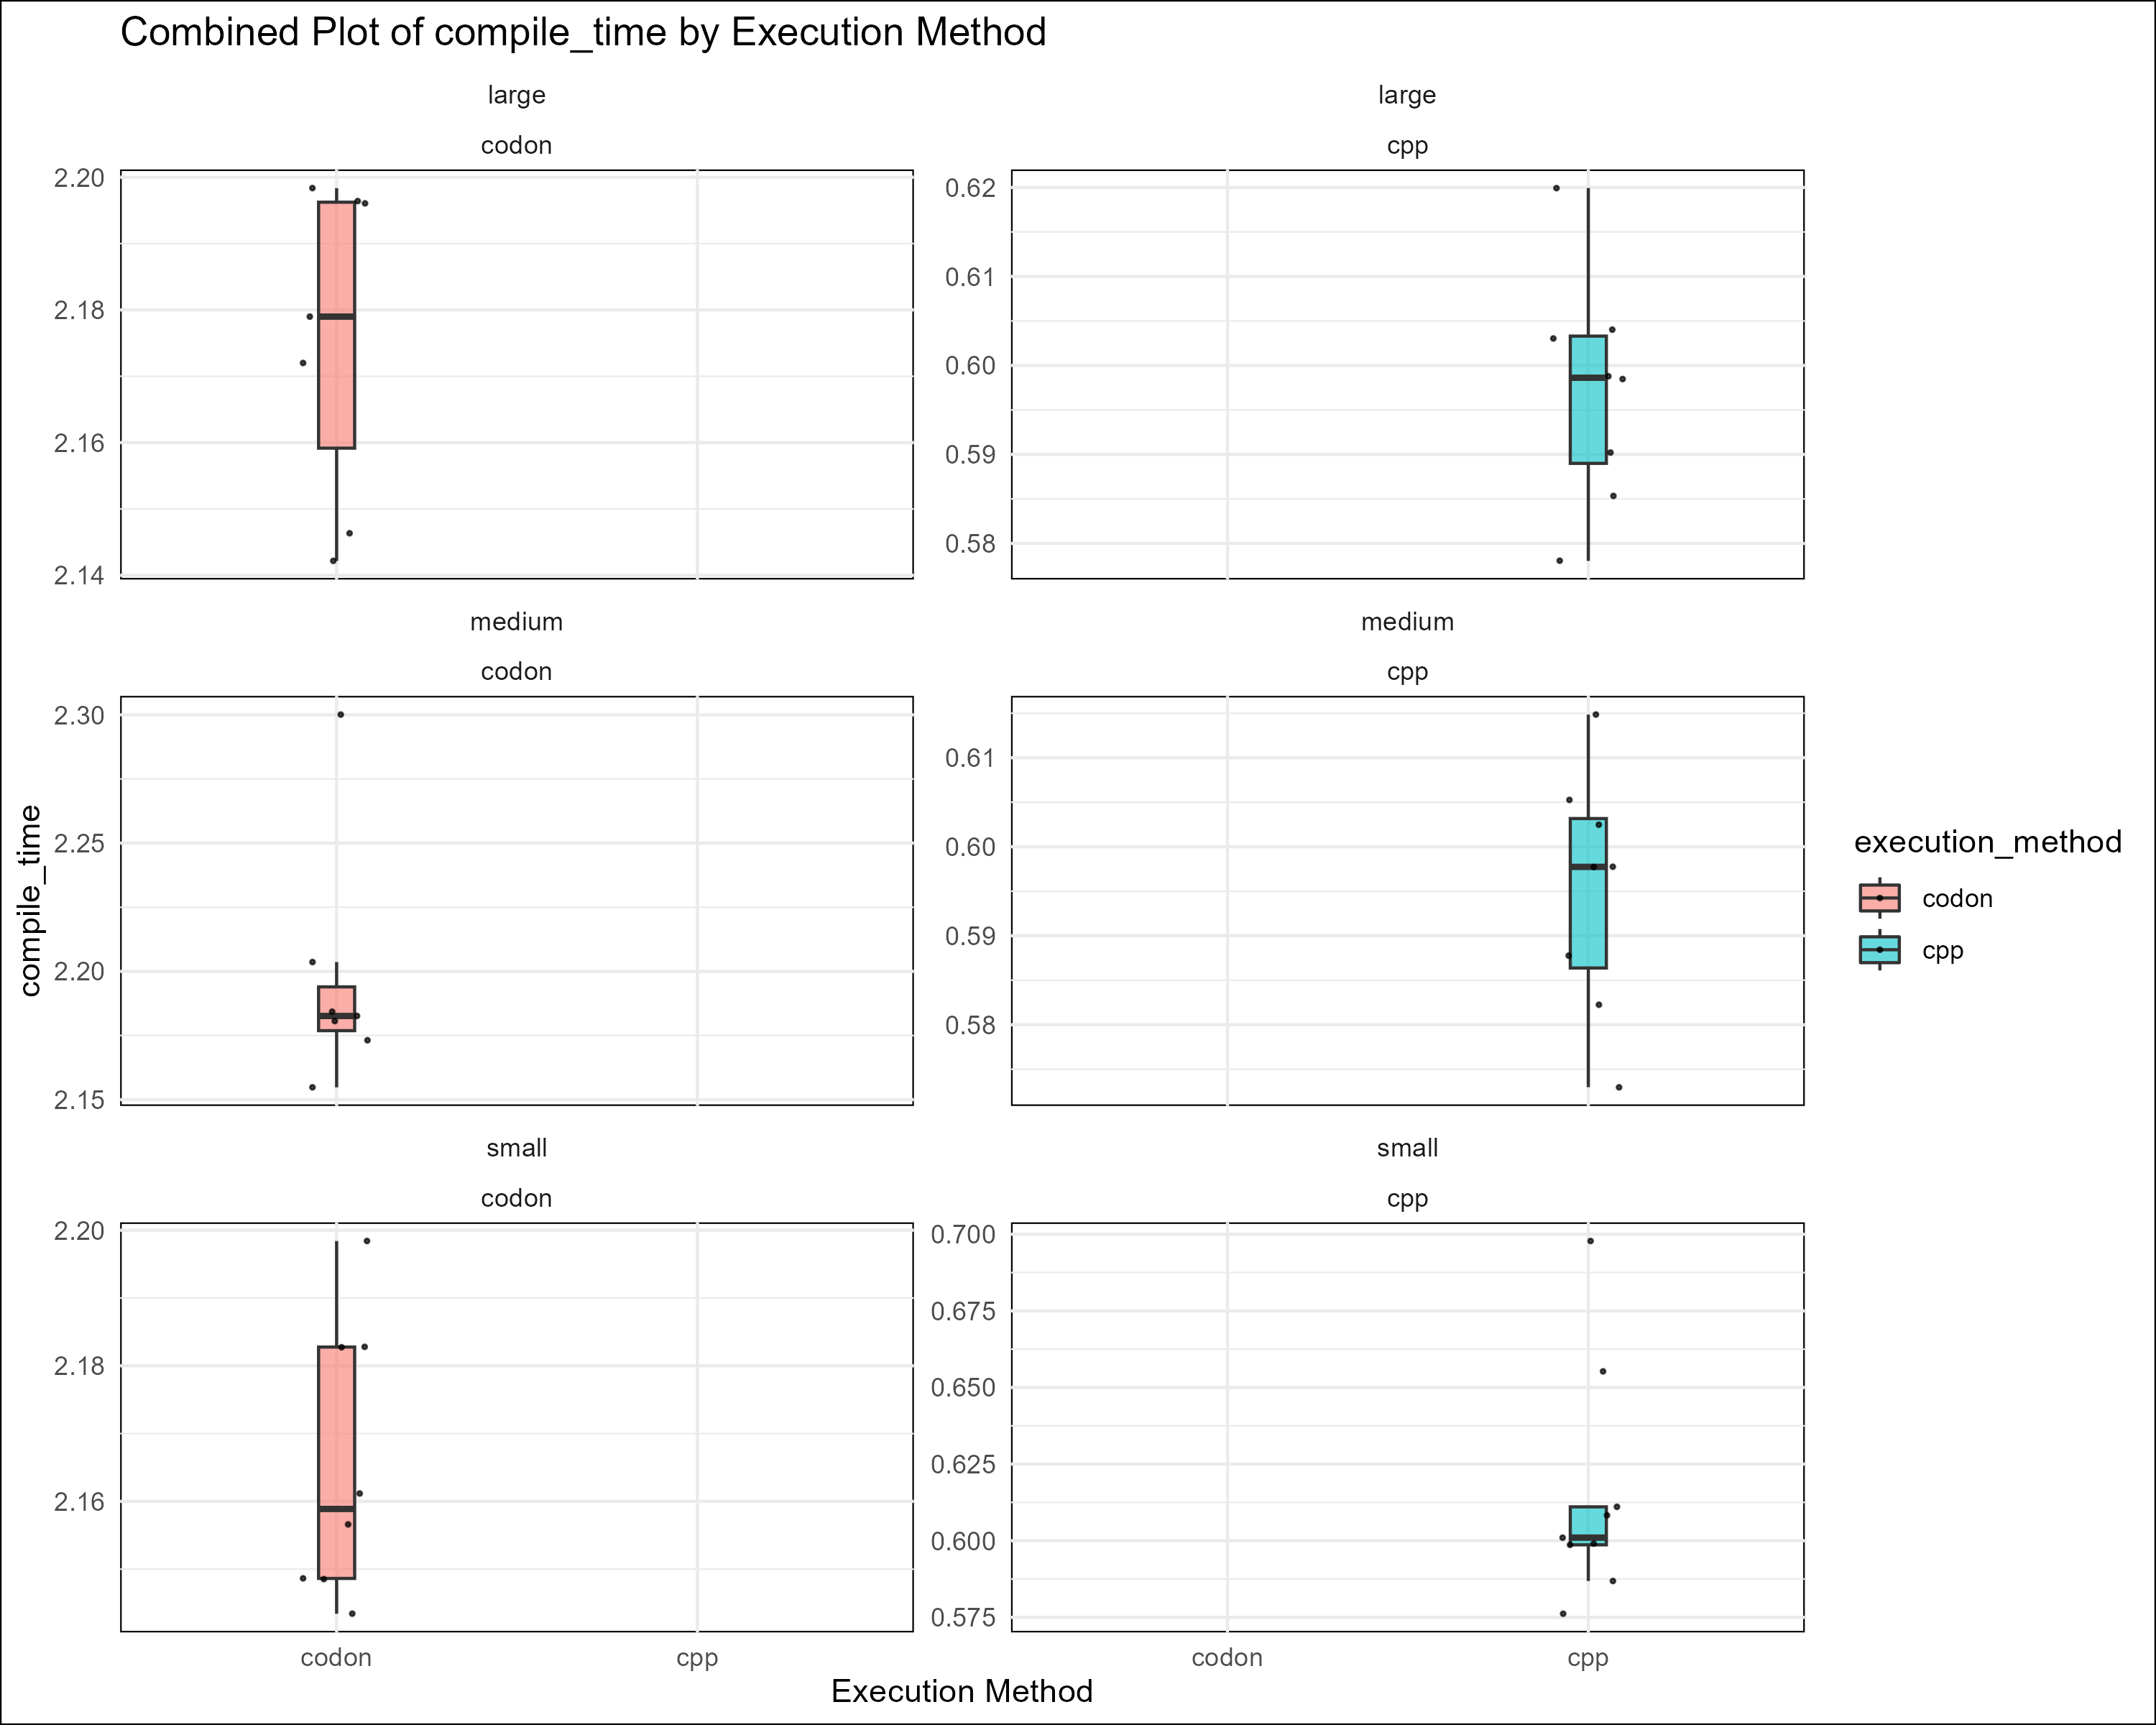 Combined Plot of compile_time by Execution Method
large
codon
2.20
2.18
2.16
2.14
large
cpp
0.62
0.61
0.60
0.59
0.58
medium
codon
2.30
2.25
2.20
2.15
medium
cpp
0.61
0.60
0.59
0.58
small
codon
2.20
2.18
2.16
small
cpp
0.700
0.675
0.650
0.625
0.600
0.575
codon cpp
codon cpp
Execution Method
compile_time
execution_method
codon
cpp